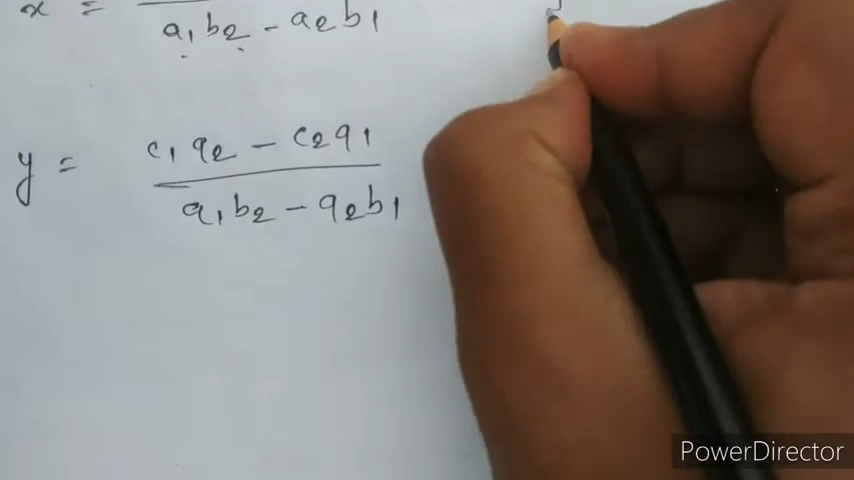 x =
a₁b₂ - a₂b₁
y = c₁a₂ - c₂a₁
a₁b₂ - a₂b₁
PowerDirector